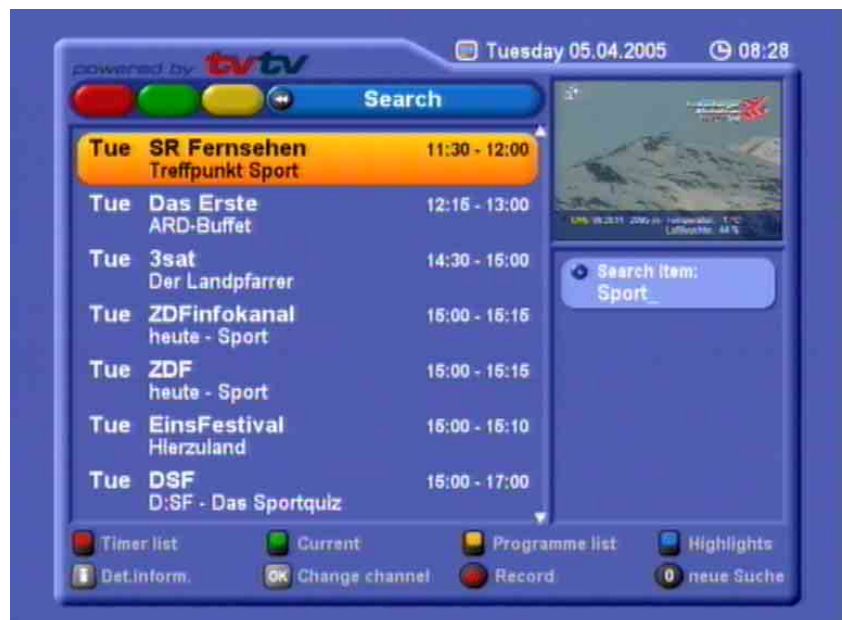 powered by tvtv
Tuesday 05.04.2005 08:28
Search
Tue SR Fernsehen 11:30 - 12:00
Treffpunkt Sport
Tue Das Erste 12:15 - 13:00
ARD-Buffet
Tue 3sat 14:30 - 15:00
Der Landpfarrer
Tue ZDFinfokanal 15:00 - 15:15
heute - Sport
Tue ZDF 15:00 - 15:15
heute - Sport
Tue EinsFestival 15:00 - 15:10
Hierzuland
Tue DSF 15:00 - 17:00
D:SF - Das Sportquiz
Search item:
Sport_
Timer list Current Programme list Highlights
i Det.inform. OK Change channel Record 0 neue Suche